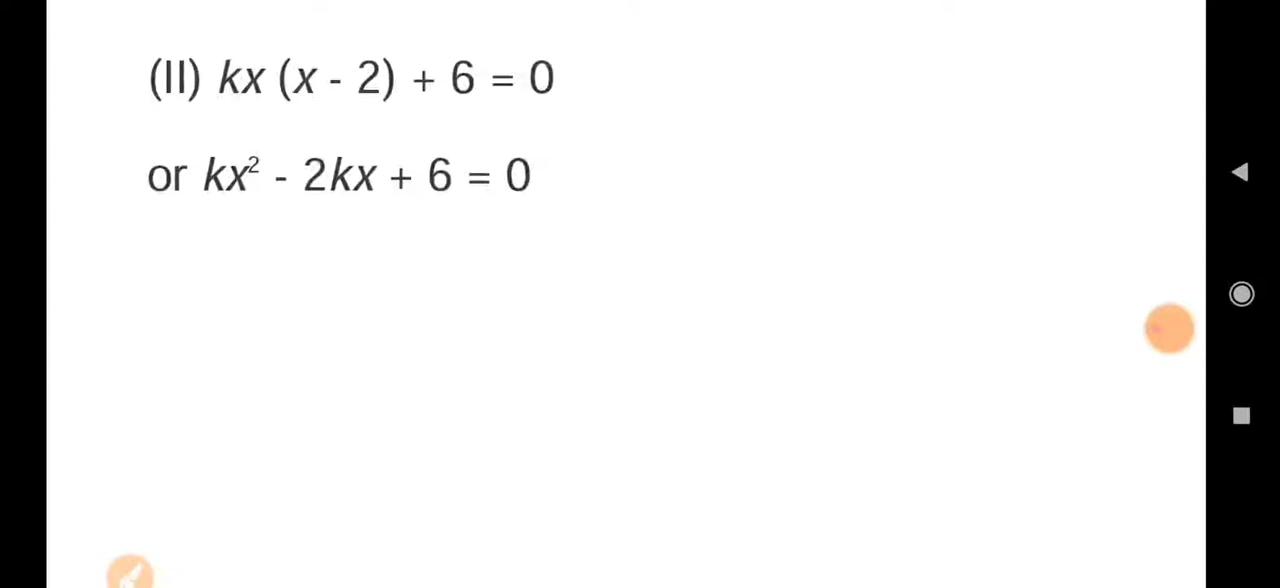 (II) kx (x - 2) + 6 = 0
or kx² - 2kx + 6 = 0